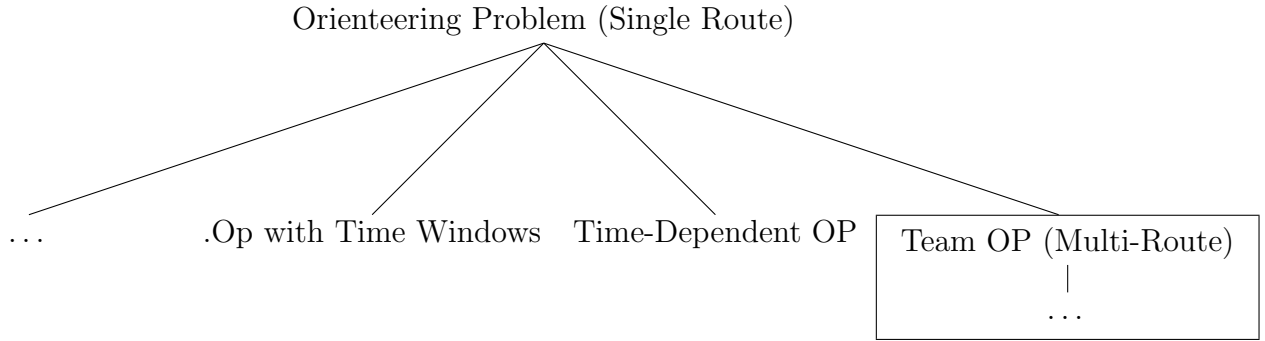 Orienteering Problem (Single Route)
. . .
.Op with Time Windows
Time-Dependent OP
Team OP (Multi-Route)
. . .